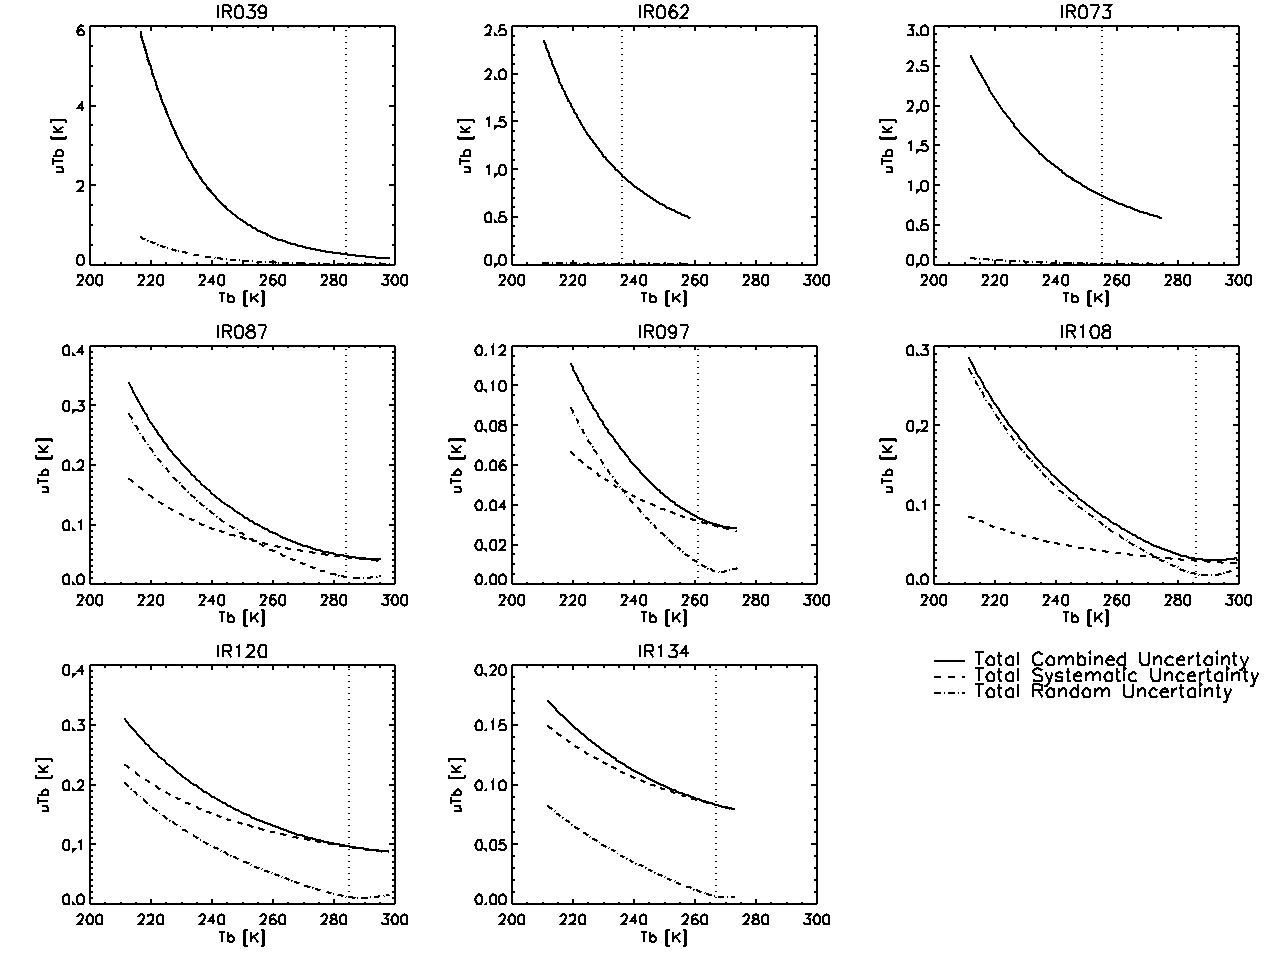 IR039
IR062
IR073
6
4
2
0
uTb [K]
200 220 240 260 280 300
Tb [K]
2.5
2.0
1.5
1.0
0.5
0.0
uTb [K]
200 220 240 260 280 300
Tb [K]
3.0
2.5
2.0
1.5
1.0
0.5
0.0
uTb [K]
200 220 240 260 280 300
Tb [K]
IR087
IR097
IR108
0.4
0.3
0.2
0.1
0.0
uTb [K]
200 220 240 260 280 300
Tb [K]
0.12
0.10
0.08
0.06
0.04
0.02
0.00
uTb [K]
200 220 240 260 280 300
Tb [K]
0.3
0.2
0.1
0.0
uTb [K]
200 220 240 260 280 300
Tb [K]
IR120
IR134
0.4
0.3
0.2
0.1
0.0
uTb [K]
200 220 240 260 280 300
Tb [K]
0.20
0.15
0.10
0.05
0.00
uTb [K]
200 220 240 260 280 300
Tb [K]
Total Combined Uncertainty
Total Systematic Uncertainty
Total Random Uncertainty